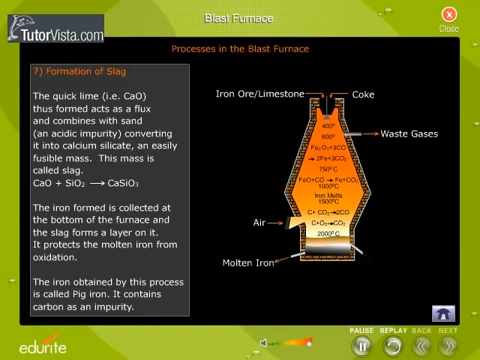 Blast Furnace
TutorVista.com
Close
Processes in the Blast Furnace
7) Formation of Slag
The quick lime (i.e. CaO)
thus formed acts as a flux
and combines with sand
(an acidic impurity) converting
it into calcium silicate, an easily
fusible mass. This mass is
called slag.
CaO + SiO₂ ⟶ CaSiO₃
The iron formed is collected at
the bottom of the furnace and
the slag forms a layer on it.
It protects the molten iron from
oxidation.
The iron obtained by this process
is called Pig iron. It contains
carbon as an impurity.
Iron Ore/Limestone
Coke
400⁰
600⁰
Waste Gases
Fe₂O₃+3CO
→2Fe+3CO₂
750⁰C
FeO+CO→Fe+CO₂
1000⁰C
Iron Melts
1500⁰C
C+CO₂→2CO
Air
C+O₂→CO₂
2000⁰C
Molten Iron
PAUSE REPLAY BACK NEXT
edurite